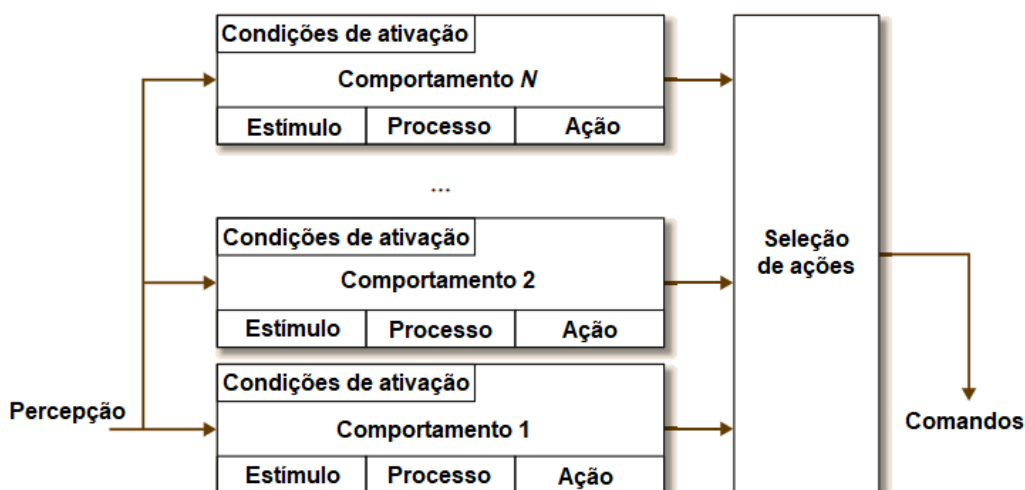 Condições de ativação
Comportamento N
Estímulo Processo Ação
...
Condições de ativação
Comportamento 2
Estímulo Processo Ação
Condições de ativação
Comportamento 1
Estímulo Processo Ação
Percepção
Seleção
de ações
Comandos